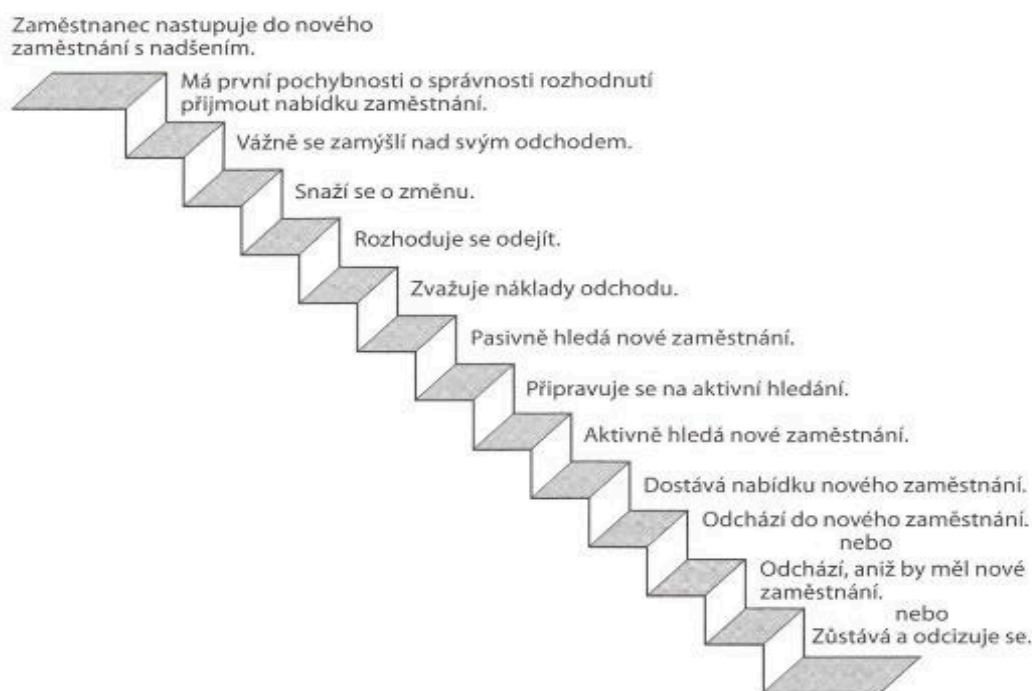 Zaměstnanec nastupuje do nového
zaměstnání s nadšením.
Má první pochybnosti o správnosti rozhodnutí
přijmout nabídku zaměstnání.
Vážně se zamýšlí nad svým odchodem.
Snaží se o změnu.
Rozhoduje se odejít.
Zvažuje náklady odchodu.
Pasivně hledá nové zaměstnání.
Připravuje se na aktivní hledání.
Aktivně hledá nové zaměstnání.
Dostává nabídku nového zaměstnání.
Odchází do nového zaměstnání.
nebo
Odchází, aniž by měl nové
zaměstnání.
nebo
Zůstává a odcizuje se.